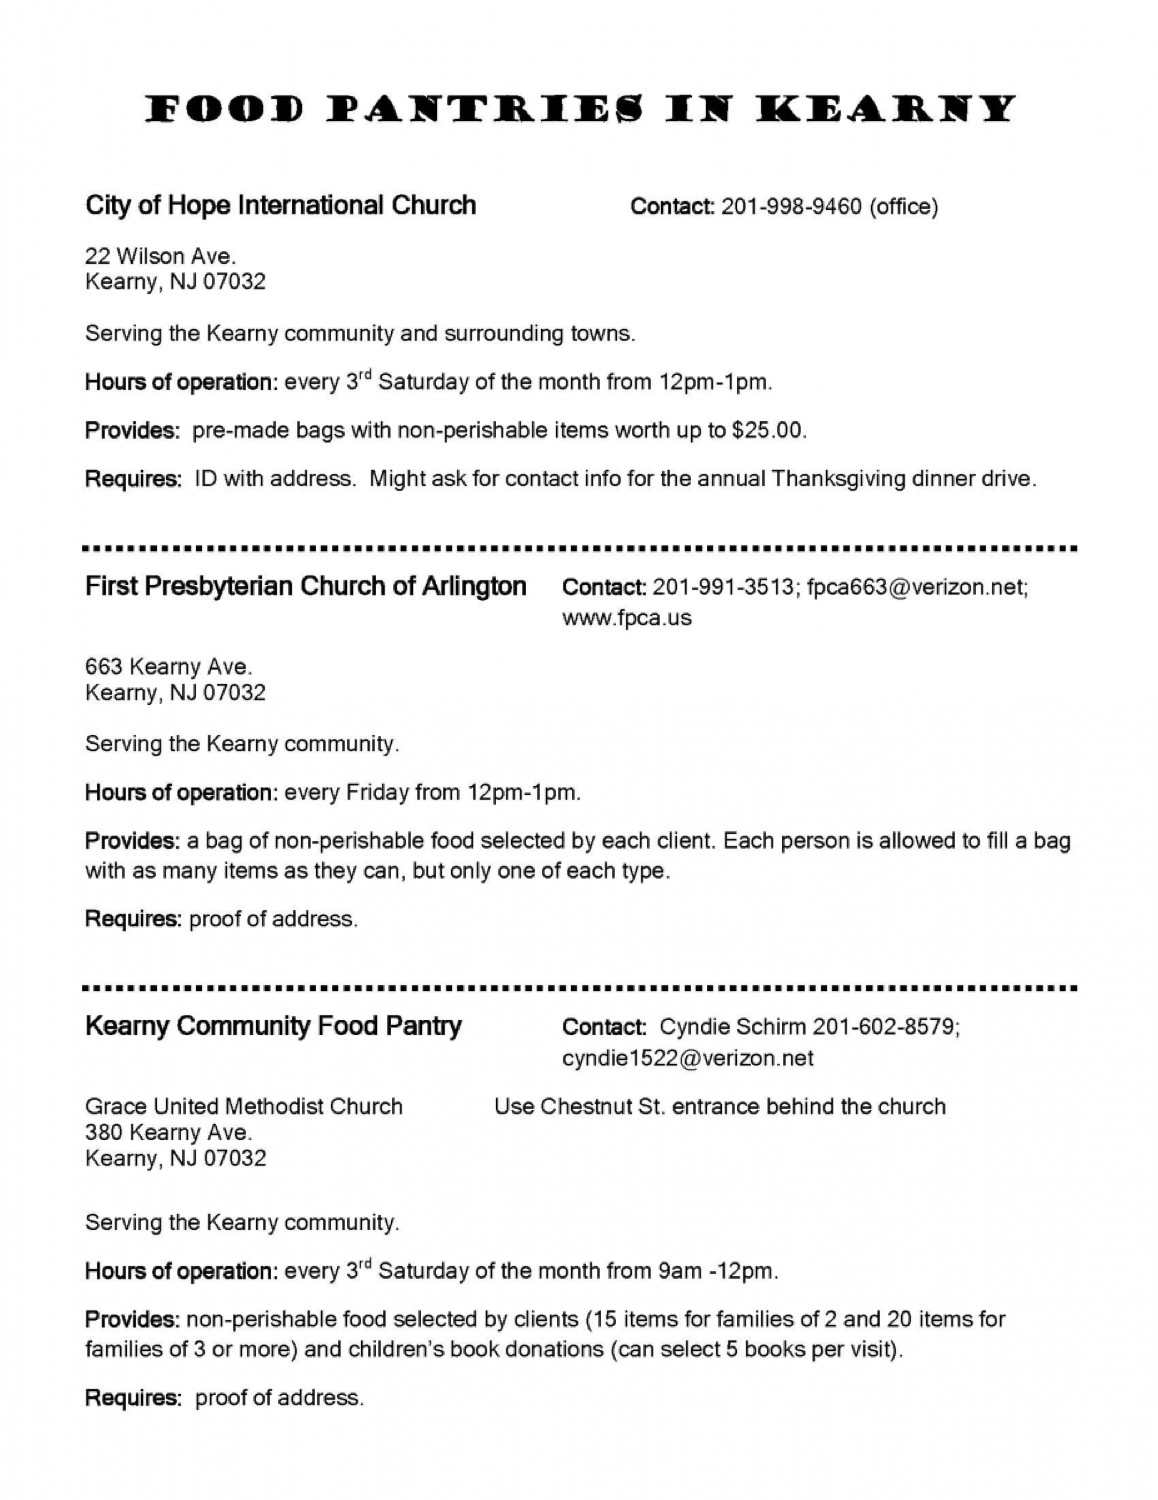 FOOD PANTRIES IN KEARNY
City of Hope International Church Contact: 201-998-9460 (office)
22 Wilson Ave.
Kearny, NJ 07032
Serving the Kearny community and surrounding towns.
Hours of operation: every 3rd Saturday of the month from 12pm-1pm.
Provides: pre-made bags with non-perishable items worth up to $25.00.
Requires: ID with address. Might ask for contact info for the annual Thanksgiving dinner drive.
First Presbyterian Church of Arlington Contact: 201-991-3513; fpca663@verizon.net;
www.fpca.us
663 Kearny Ave.
Kearny, NJ 07032
Serving the Kearny community.
Hours of operation: every Friday from 12pm-1pm.
Provides: a bag of non-perishable food selected by each client. Each person is allowed to fill a bag
with as many items as they can, but only one of each type.
Requires: proof of address.
Kearny Community Food Pantry Contact: Cyndie Schirm 201-602-8579;
cyndie1522@verizon.net
Grace United Methodist Church Use Chestnut St. entrance behind the church
380 Kearny Ave.
Kearny, NJ 07032
Serving the Kearny community.
Hours of operation: every 3rd Saturday of the month from 9am -12pm.
Provides: non-perishable food selected by clients (15 items for families of 2 and 20 items for
families of 3 or more) and children's book donations (can select 5 books per visit).
Requires: proof of address.